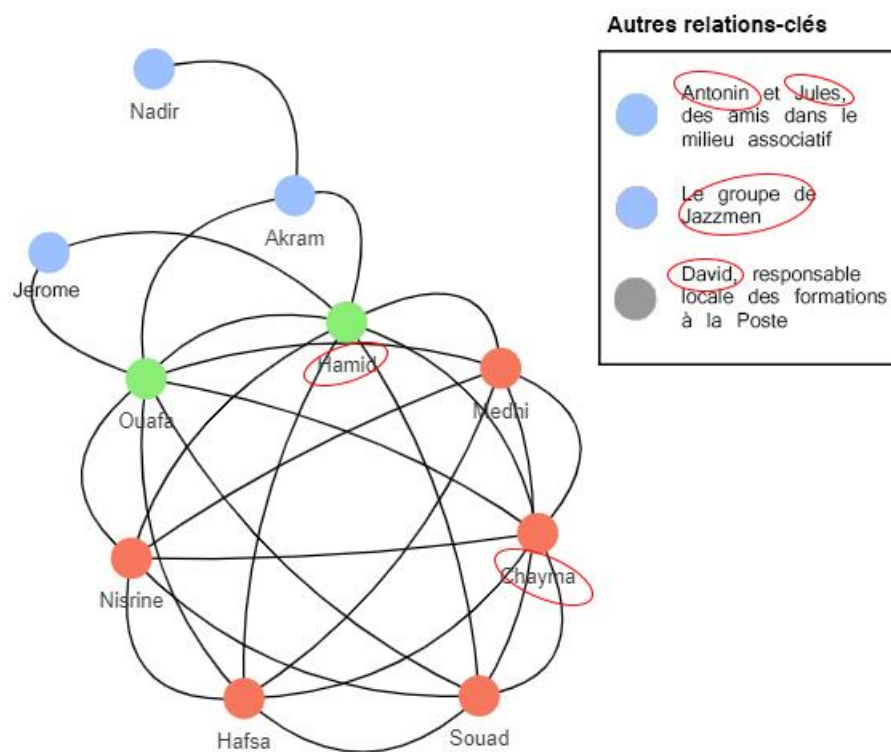 Autres relations-clés
Nadir
Antonin et Jules,
des amis dans le
milieu associatif
Le groupe de
Jazzmen
Akram
Jerome
David, responsable
locale des formations
à la Poste
Hamid
Ouafa
Medhi
Chayma
Nisrine
Hafsa
Souad